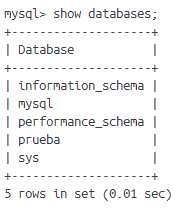 mysql> show databases;
+--------------------+
| Database           |
+--------------------+
| information_schema |
| mysql              |
| performance_schema |
| prueba             |
| sys                |
+--------------------+
5 rows in set (0.01 sec)